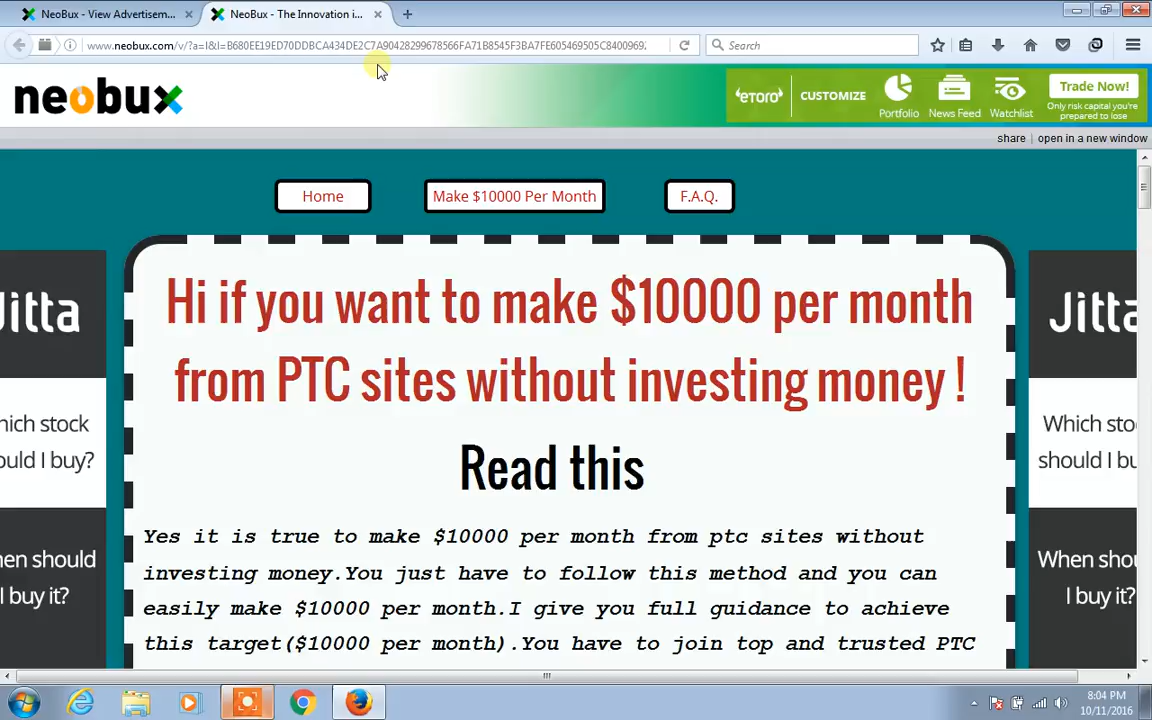 NeoBux - View Advertisem...
NeoBux - The Innovation i...
www.neobux.com/v/?a=l&l=B680EE19ED70DDBCA434DE2C7A90428299678566FA71B8545F3BA7FE605469505C8400969;
Search
neobux
eToro
CUSTOMIZE
Portfolio
News Feed
Watchlist
Trade Now!
Only risk capital you're
prepared to lose
share
open in a new window
Home
Make $10000 Per Month
F.A.Q.
Hi if you want to make $10000 per month
from PTC sites without investing money !
Read this
Yes it is true to make $10000 per month from ptc sites without
investing money.You just have to follow this method and you can
easily make $10000 per month.I give you full guidance to achieve
this target($10000 per month).You have to join top and trusted PTC
Jitta
hich stock
ould I buy?
hen should
I buy it?
Jitta
Which sto
should I bu
When shou
I buy it?
8:04 PM
10/11/2016